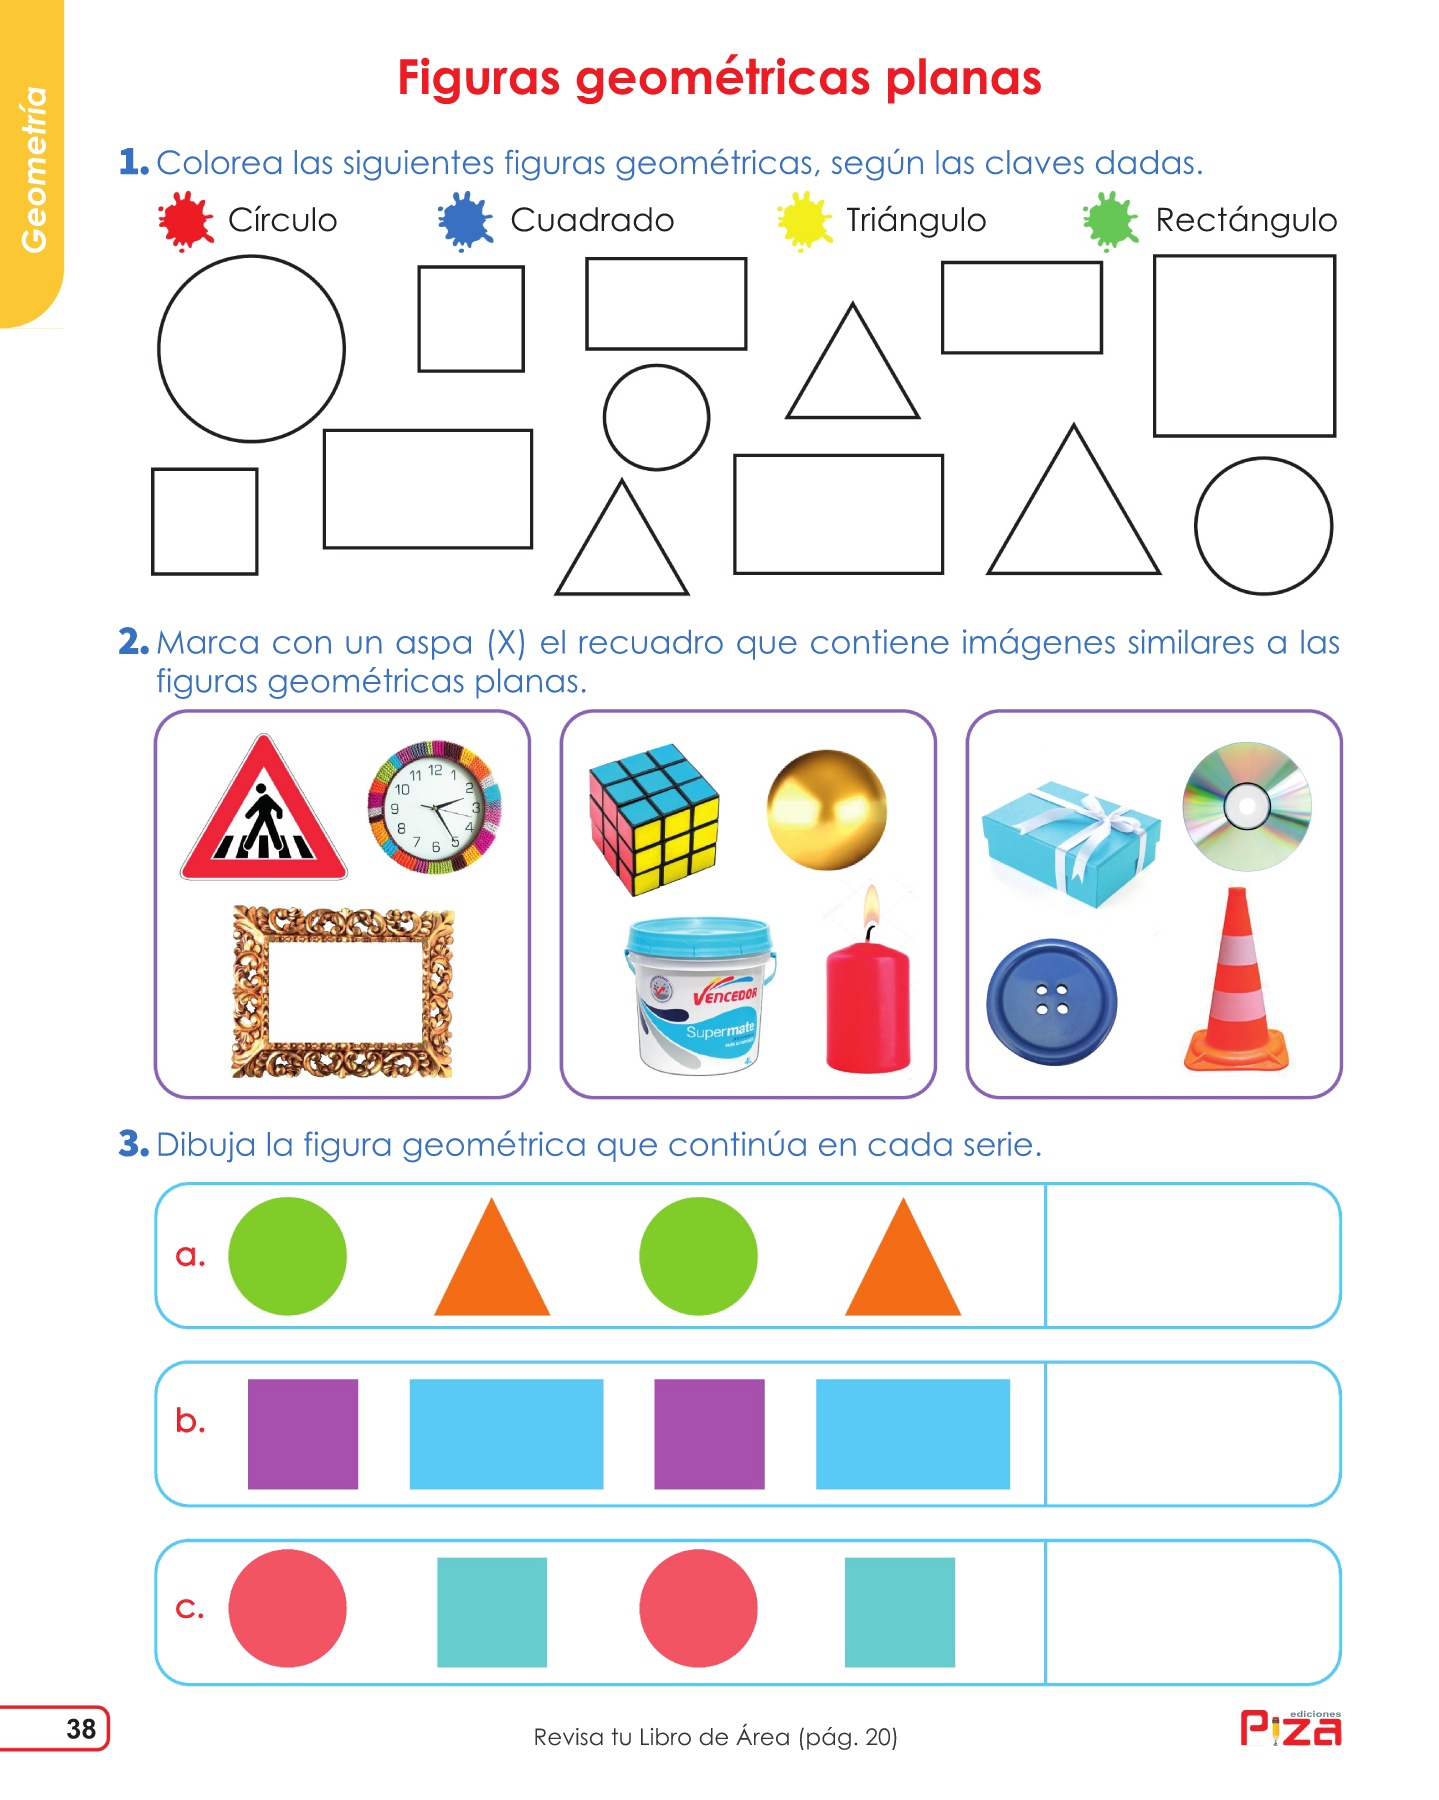 Geometría
Figuras geométricas planas
1. Colorea las siguientes figuras geométricas, según las claves dadas.
Círculo Cuadrado Triángulo Rectángulo
2. Marca con un aspa (X) el recuadro que contiene imágenes similares a las
figuras geométricas planas.
12
11 1
10 2
9 3
8 4
7 6 5
VENCEDOR
Supermate
4L
3. Dibuja la figura geométrica que continúa en cada serie.
a.
b.
c.
38
Revisa tu Libro de Área (pág. 20)
ediciones
Piza